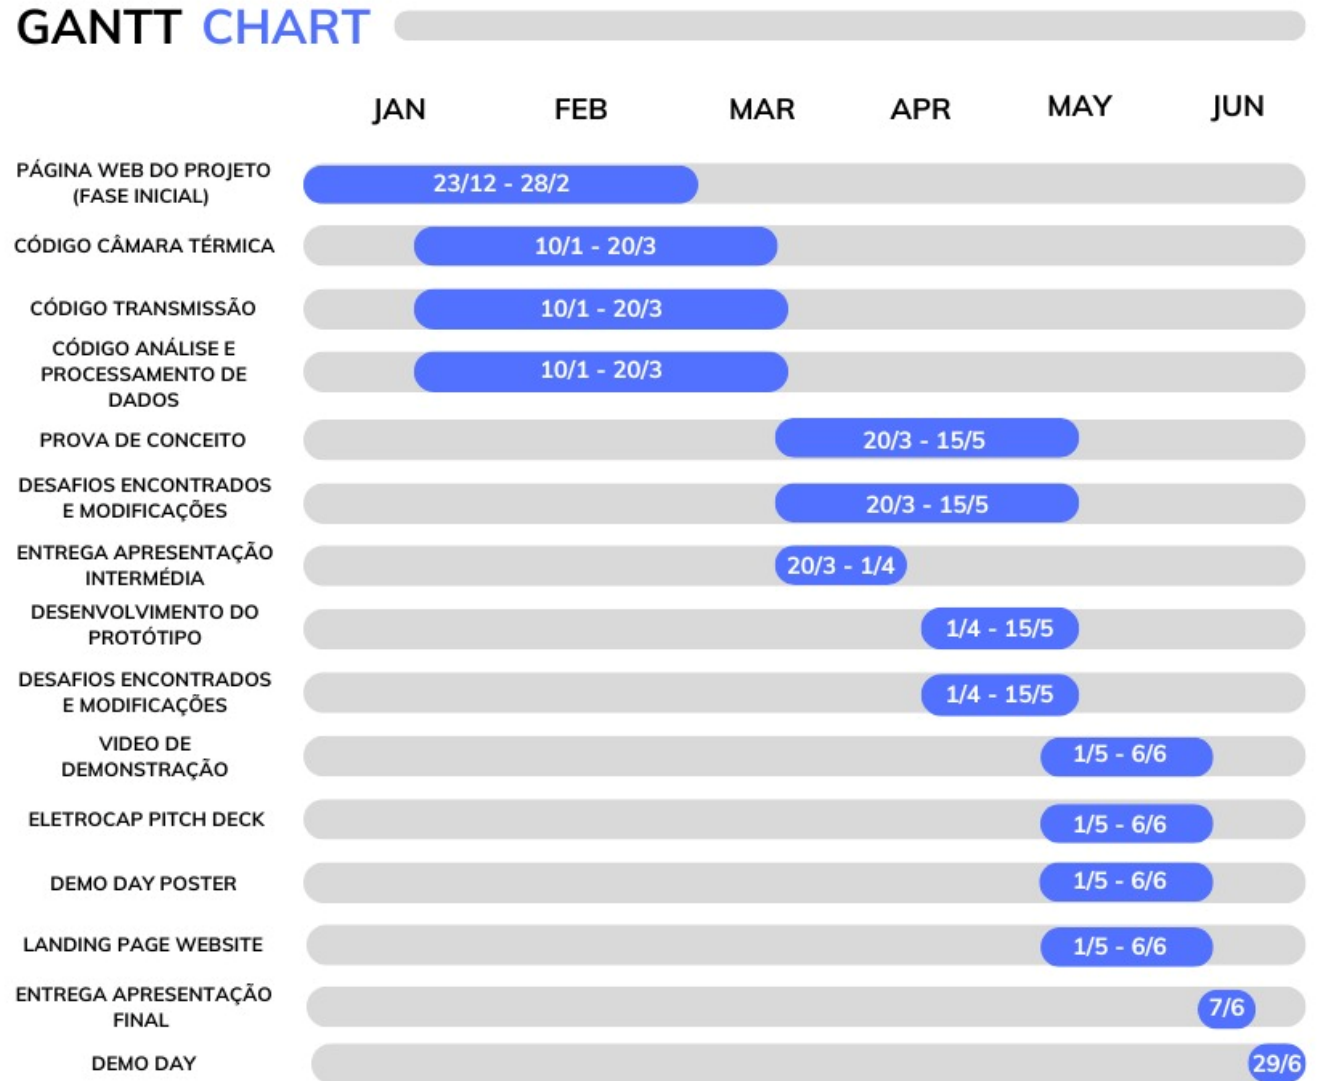 GANTT CHART
JAN FEB MAR APR MAY JUN
PÁGINA WEB DO PROJETO
(FASE INICIAL)
23/12 - 28/2
CÓDIGO CÂMARA TÉRMICA
10/1 - 20/3
CÓDIGO TRANSMISSÃO
10/1 - 20/3
CÓDIGO ANÁLISE E
PROCESSAMENTO DE
DADOS
10/1 - 20/3
PROVA DE CONCEITO
20/3 - 15/5
DESAFIOS ENCONTRADOS
E MODIFICAÇÕES
20/3 - 15/5
ENTREGA APRESENTAÇÃO
INTERMÉDIA
20/3 - 1/4
DESENVOLVIMENTO DO
PROTÓTIPO
1/4 - 15/5
DESAFIOS ENCONTRADOS
E MODIFICAÇÕES
1/4 - 15/5
VIDEO DE
DEMONSTRAÇÃO
1/5 - 6/6
ELETROCAP PITCH DECK
1/5 - 6/6
DEMO DAY POSTER
1/5 - 6/6
LANDING PAGE WEBSITE
1/5 - 6/6
ENTREGA APRESENTAÇÃO
FINAL
7/6
DEMO DAY
29/6